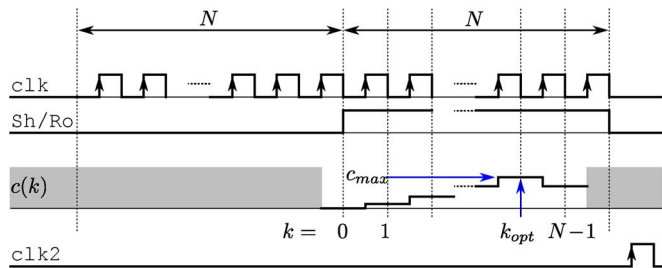 N N
clk
Sh/Ro
c(k) c_max
k = 0 1 k_opt N−1
clk2